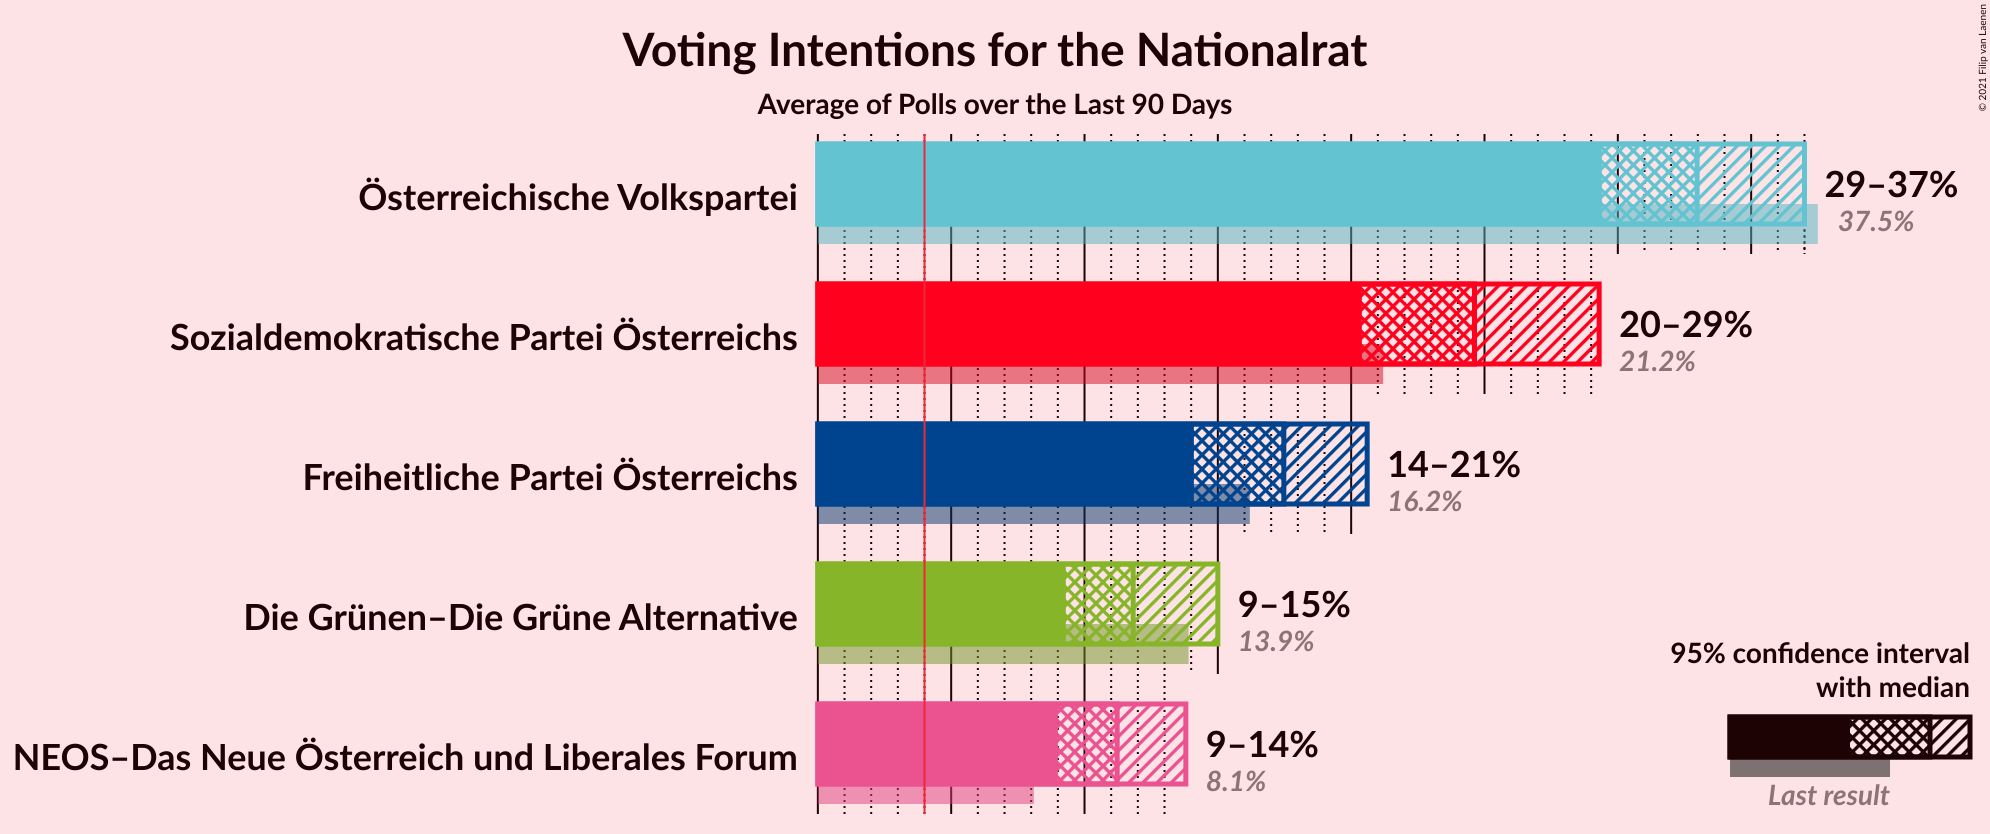 Voting Intentions for the Nationalrat
Average of Polls over the Last 90 Days
© 2021 Filip van Laenen
Österreichische Volkspartei
29–37%
37.5%
Sozialdemokratische Partei Österreichs
20–29%
21.2%
Freiheitliche Partei Österreichs
14–21%
16.2%
Die Grünen–Die Grüne Alternative
9–15%
13.9%
NEOS–Das Neue Österreich und Liberales Forum
9–14%
8.1%
95% confidence interval
with median
Last result